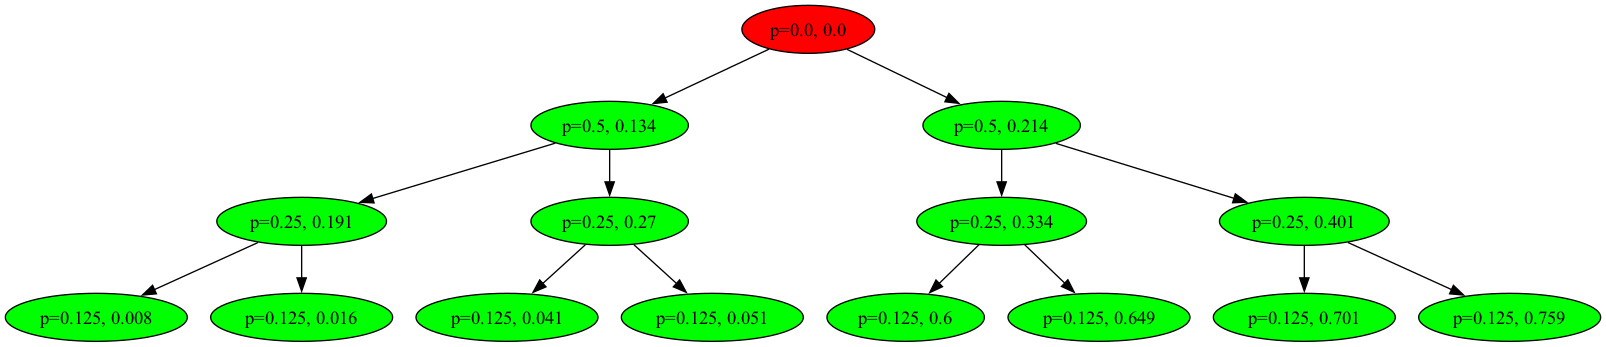 p=0.0, 0.0
p=0.5, 0.134
p=0.5, 0.214
p=0.25, 0.191
p=0.25, 0.27
p=0.25, 0.334
p=0.25, 0.401
p=0.125, 0.008
p=0.125, 0.016
p=0.125, 0.041
p=0.125, 0.051
p=0.125, 0.6
p=0.125, 0.649
p=0.125, 0.701
p=0.125, 0.759